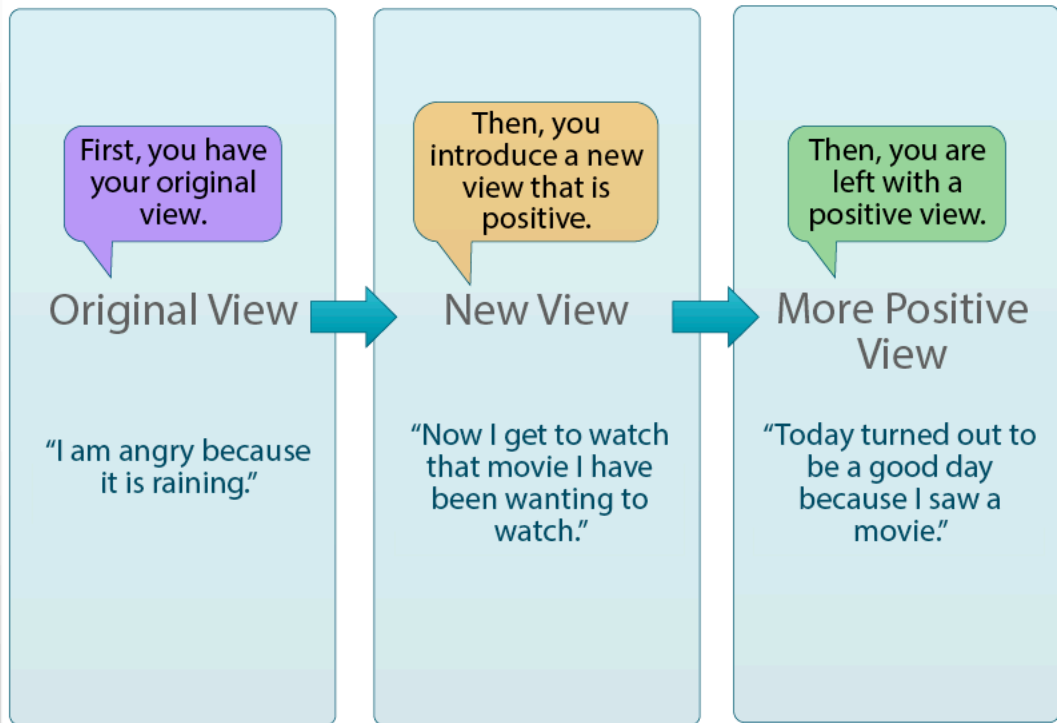 First, you have
your original
view.
Original View
“I am angry because
it is raining.”
Then, you
introduce a new
view that is
positive.
New View
“Now I get to watch
that movie I have
been wanting to
watch.”
Then, you are
left with a
positive view.
More Positive
View
“Today turned out to
be a good day
because I saw a
movie.”